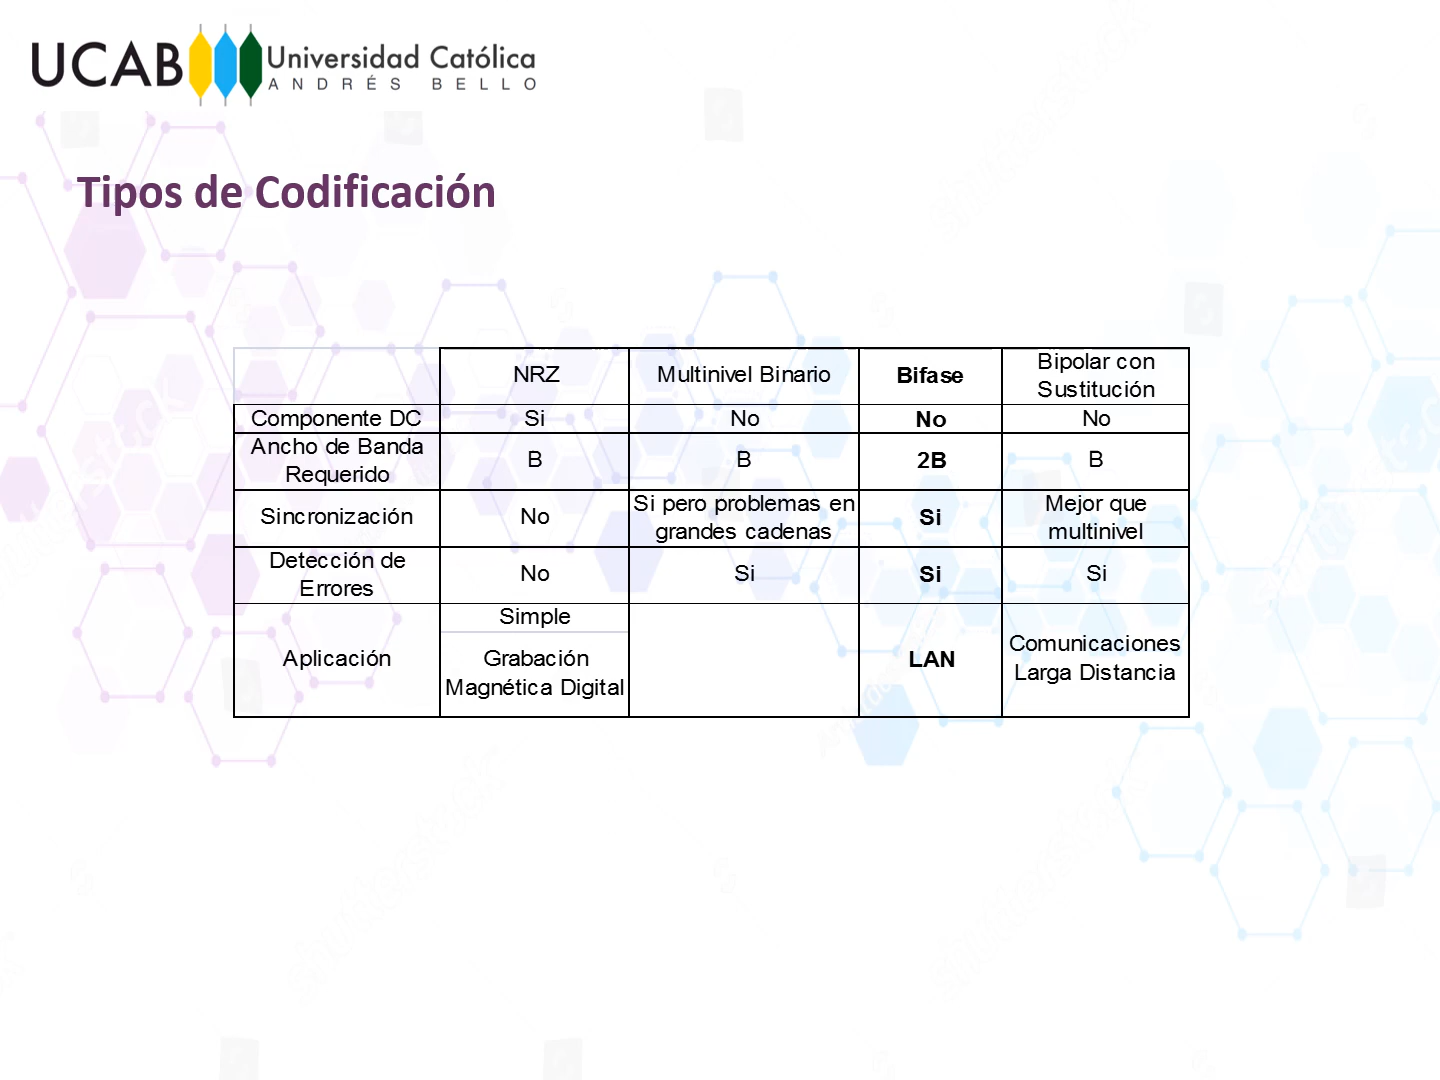 UCAB Universidad Católica
ANDRÉS BELLO
Tipos de Codificación
NRZ
Multinivel Binario
Bifase
Bipolar con
Sustitución
Componente DC
Si
No
No
No
Ancho de Banda
Requerido
B
B
2B
B
Sincronización
No
Si pero problemas en
grandes cadenas
Si
Mejor que
multinivel
Detección de
Errores
No
Si
Si
Si
Aplicación
Simple
Grabación
Magnética Digital
LAN
Comunicaciones
Larga Distancia